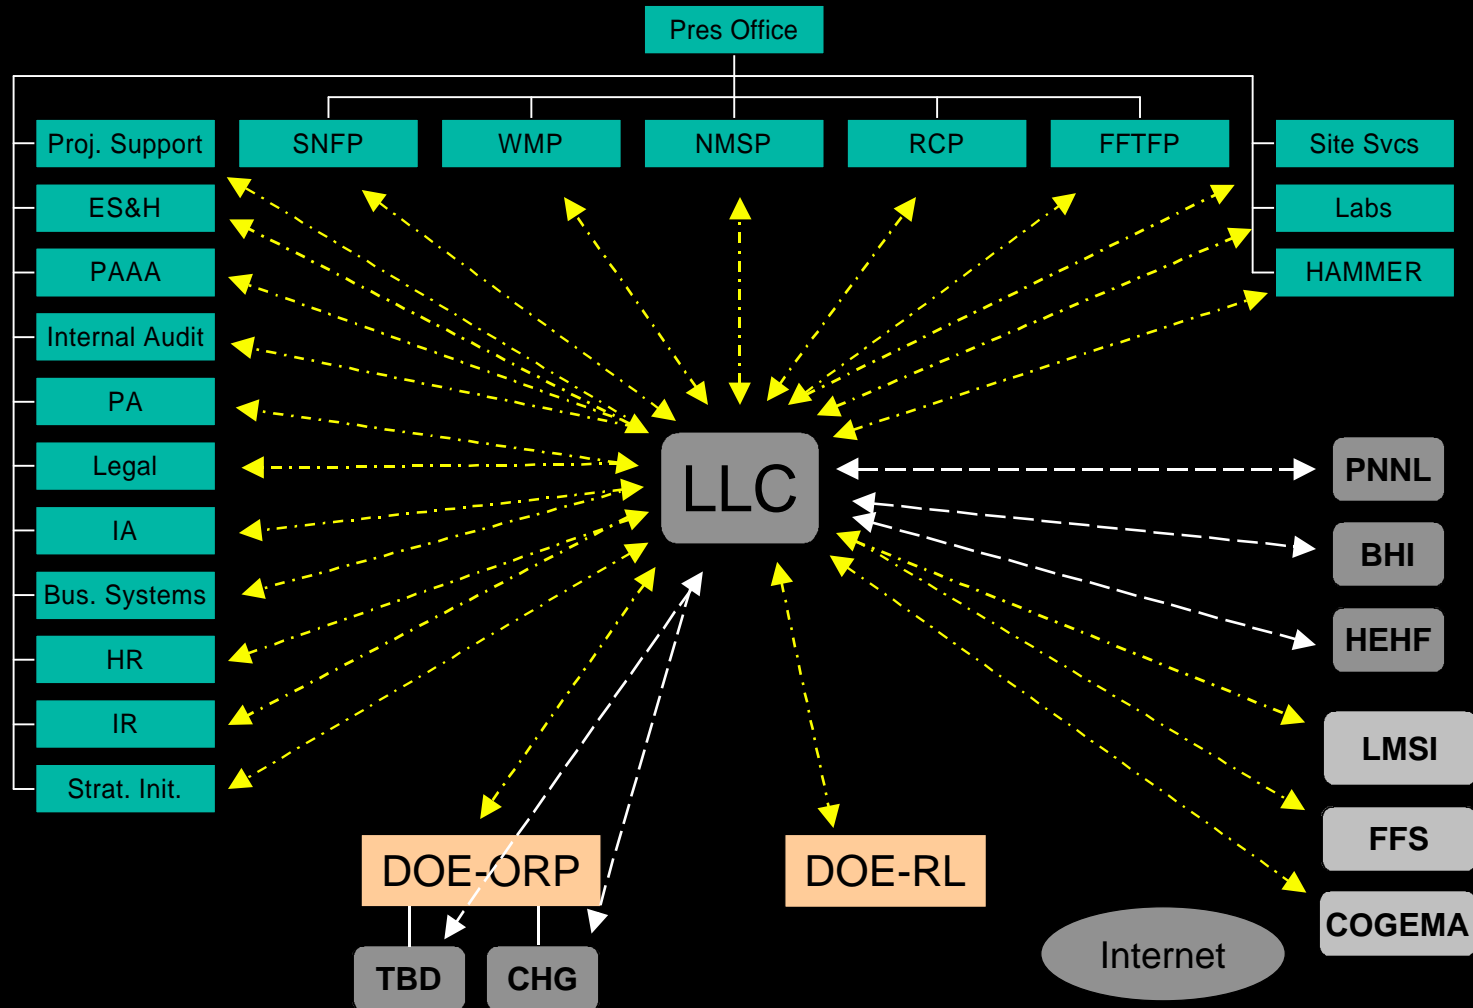 Pres Office
Proj. Support
SNFP
WMP
NMSP
RCP
FFTFP
Site Svcs
ES&H
Labs
PAAA
HAMMER
Internal Audit
PA
Legal
LLC
PNNL
IA
BHI
Bus. Systems
HR
HEHF
IR
LMSI
Strat. Init.
FFS
DOE-ORP
DOE-RL
COGEMA
Internet
TBD
CHG